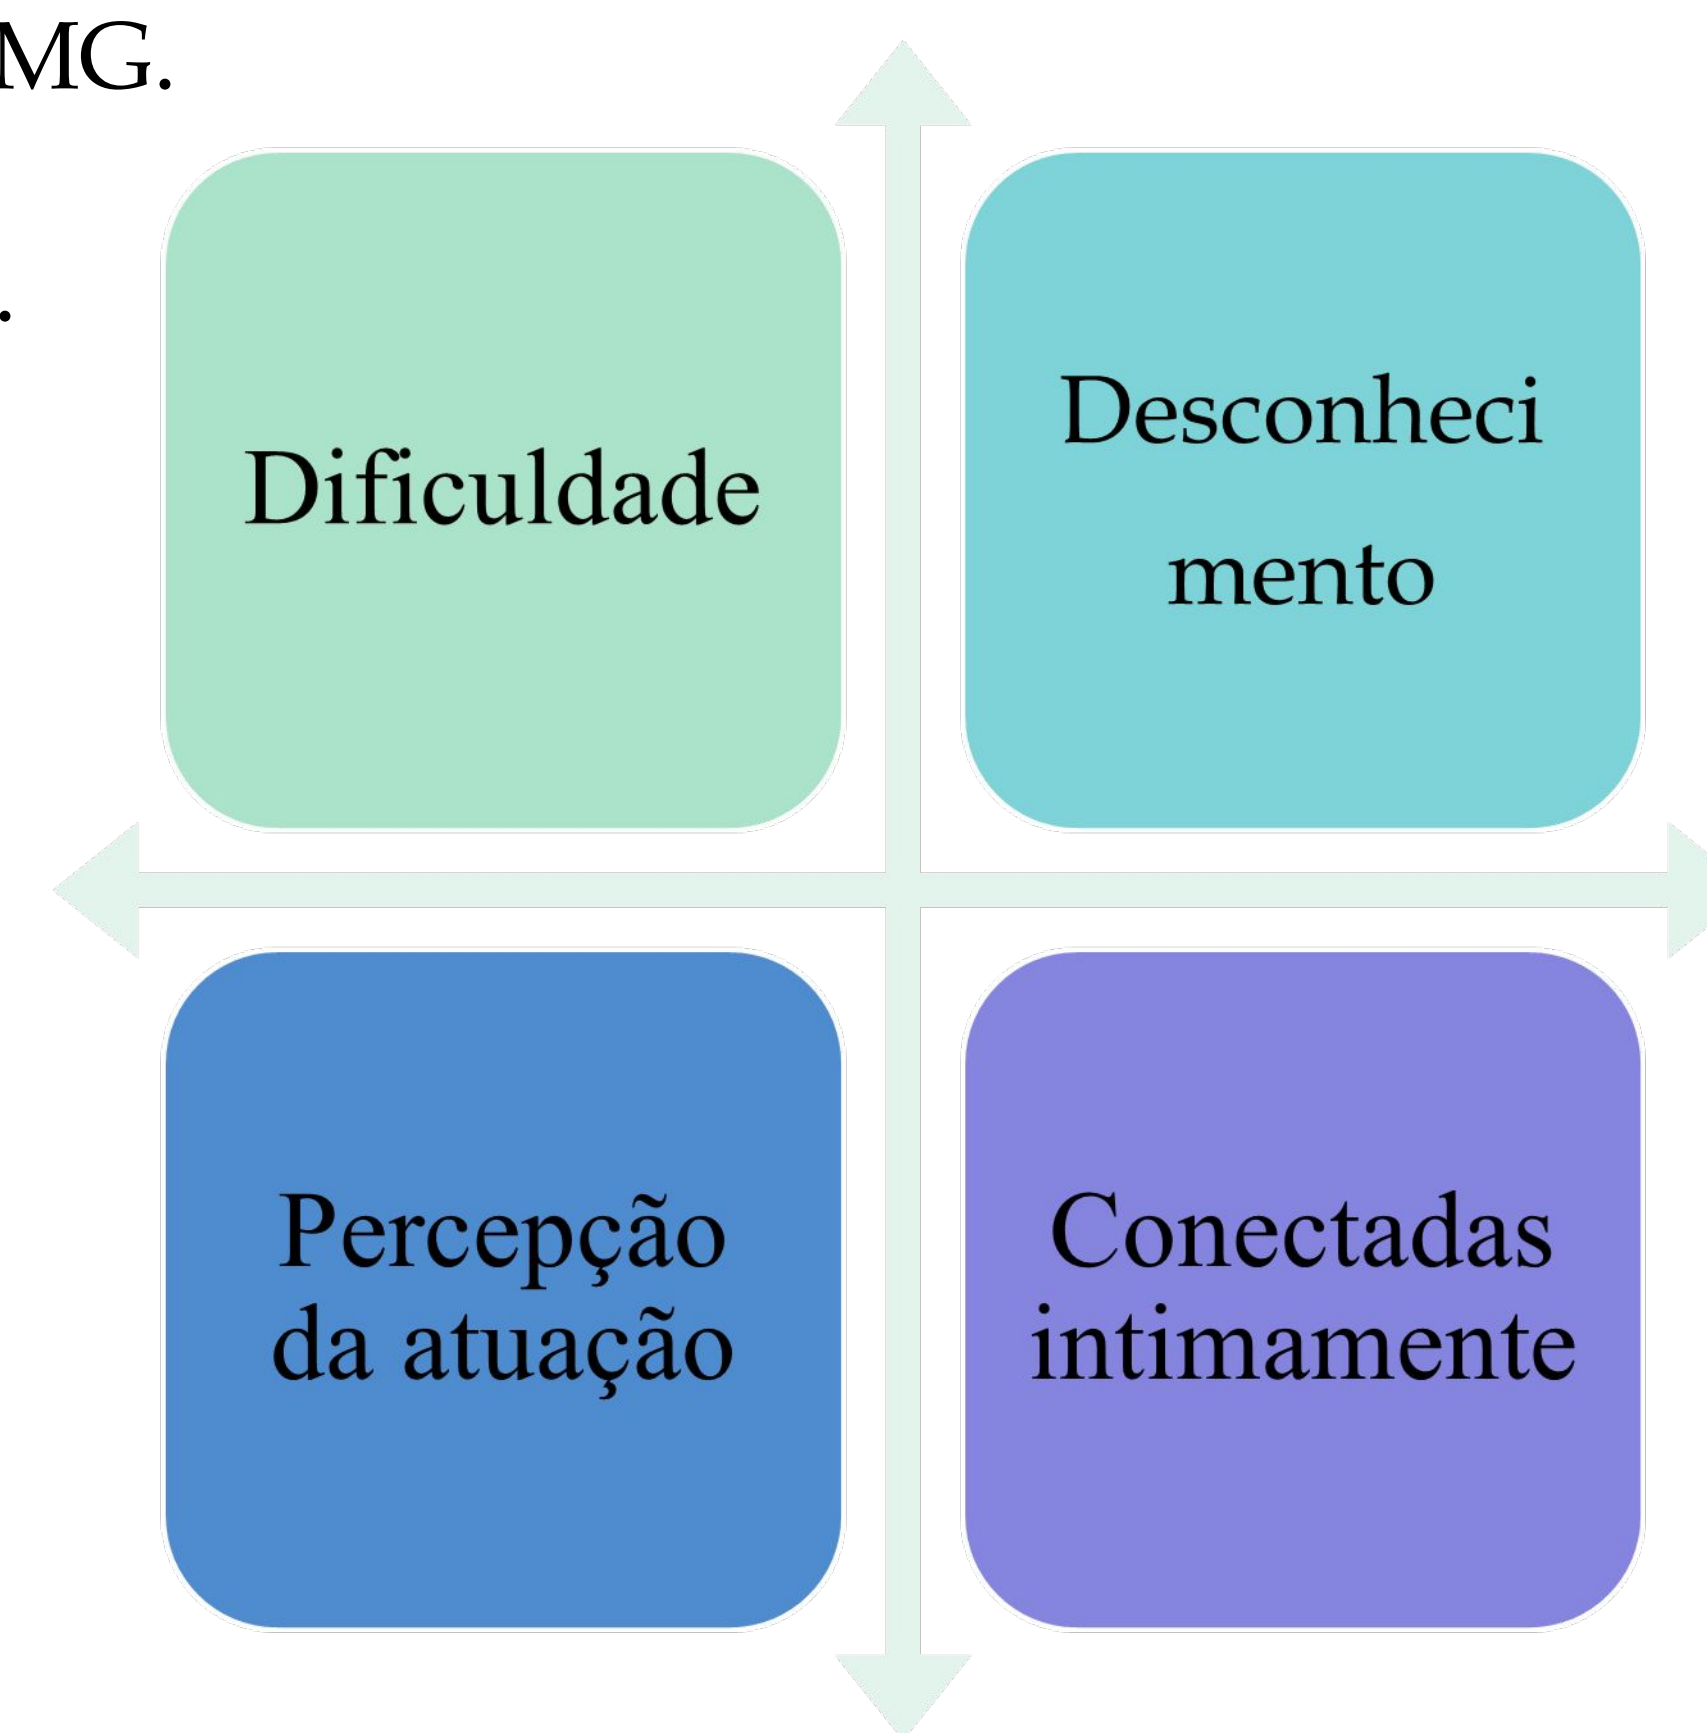 MG.
.
Dificuldade
Desconheci
mento
Percepção
da atuação
Conectadas
intimamente